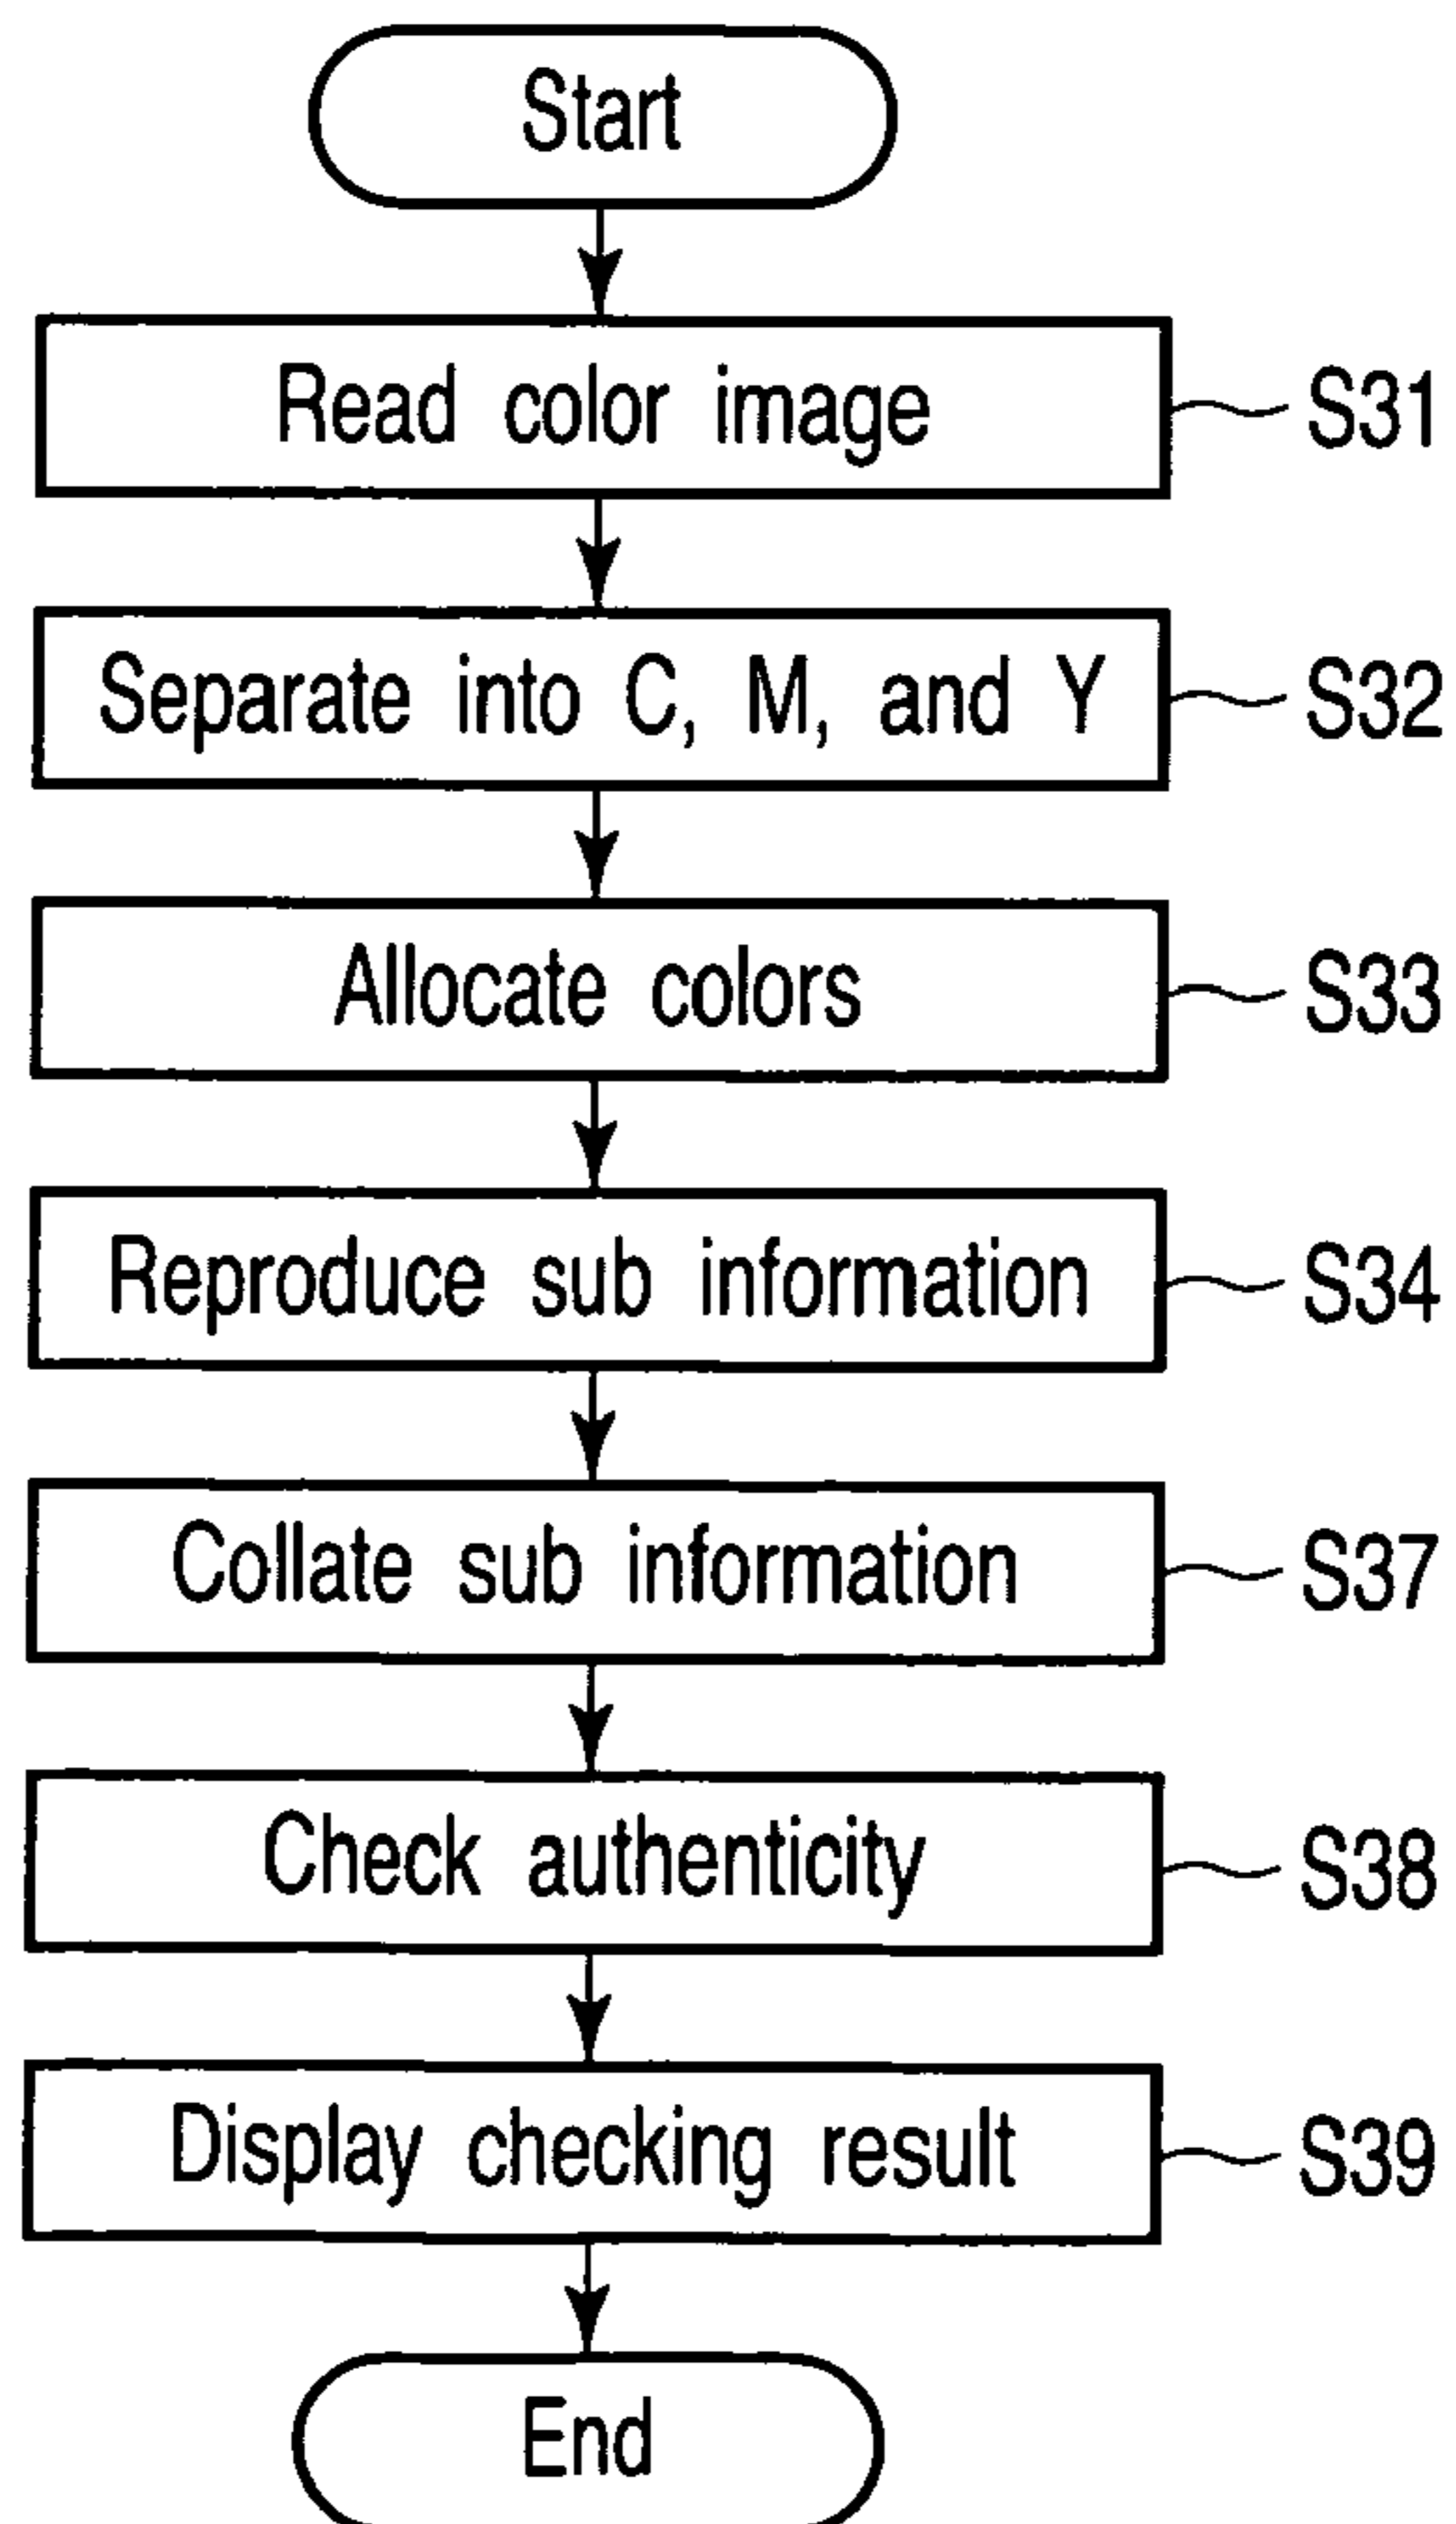 Start
Read color image S31
Separate into C, M, and Y S32
Allocate colors S33
Reproduce sub information S34
Collate sub information S37
Check authenticity S38
Display checking result S39
End